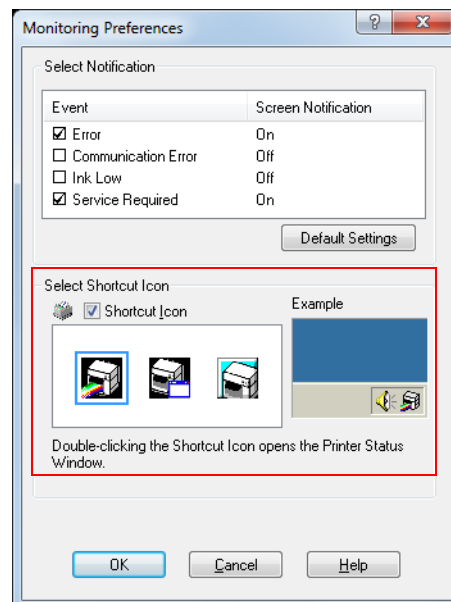 Monitoring Preferences
Select Notification
Event Screen Notification
Error On
Communication Error Off
Ink Low Off
Service Required On
Default Settings
Select Shortcut Icon
Shortcut Icon
Example
Double-clicking the Shortcut Icon opens the Printer Status
Window.
OK Cancel Help